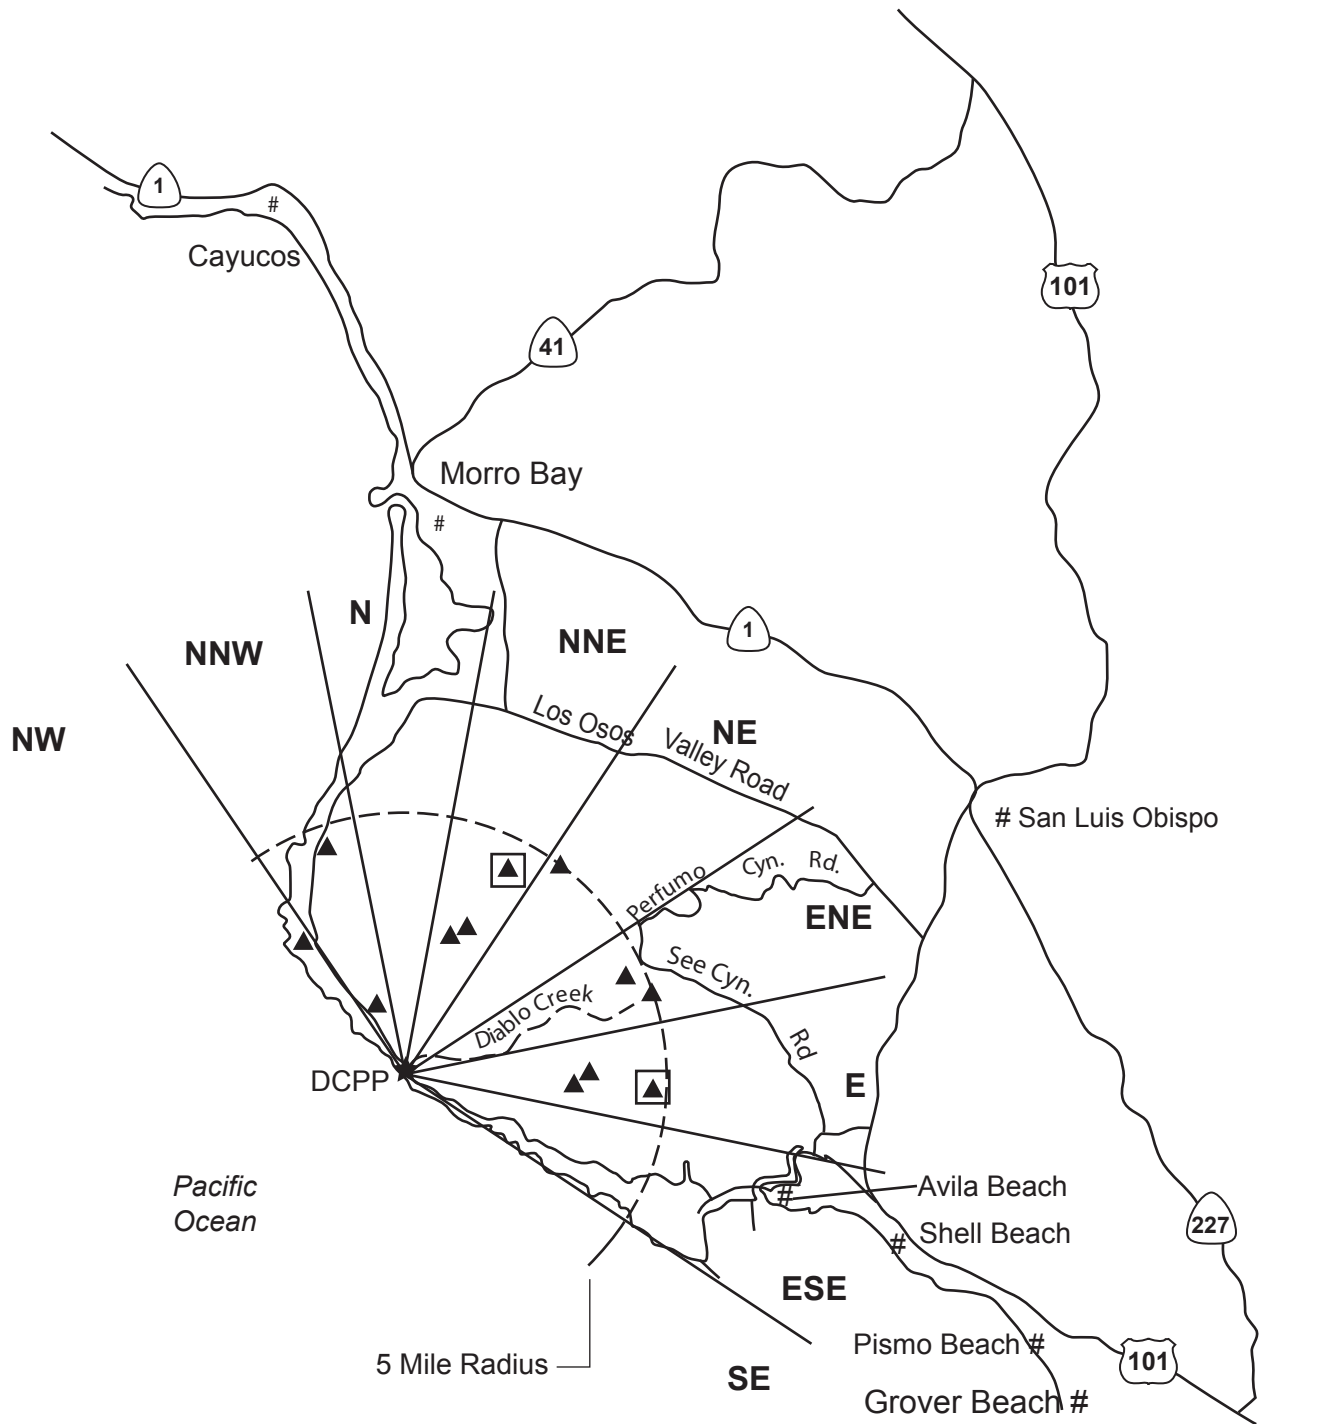 1
#
Cayucos
101
41
Morro Bay
#
N
NNE
NNW
1
NW
Los Osos Valley Road
NE
# San Luis Obispo
Perfumo Cyn. Rd.
ENE
See Cyn. Rd
Diablo Creek
DCPP
E
Pacific
Ocean
# Avila Beach
227
# Shell Beach
ESE
Pismo Beach #
5 Mile Radius
101
SE
Grover Beach #